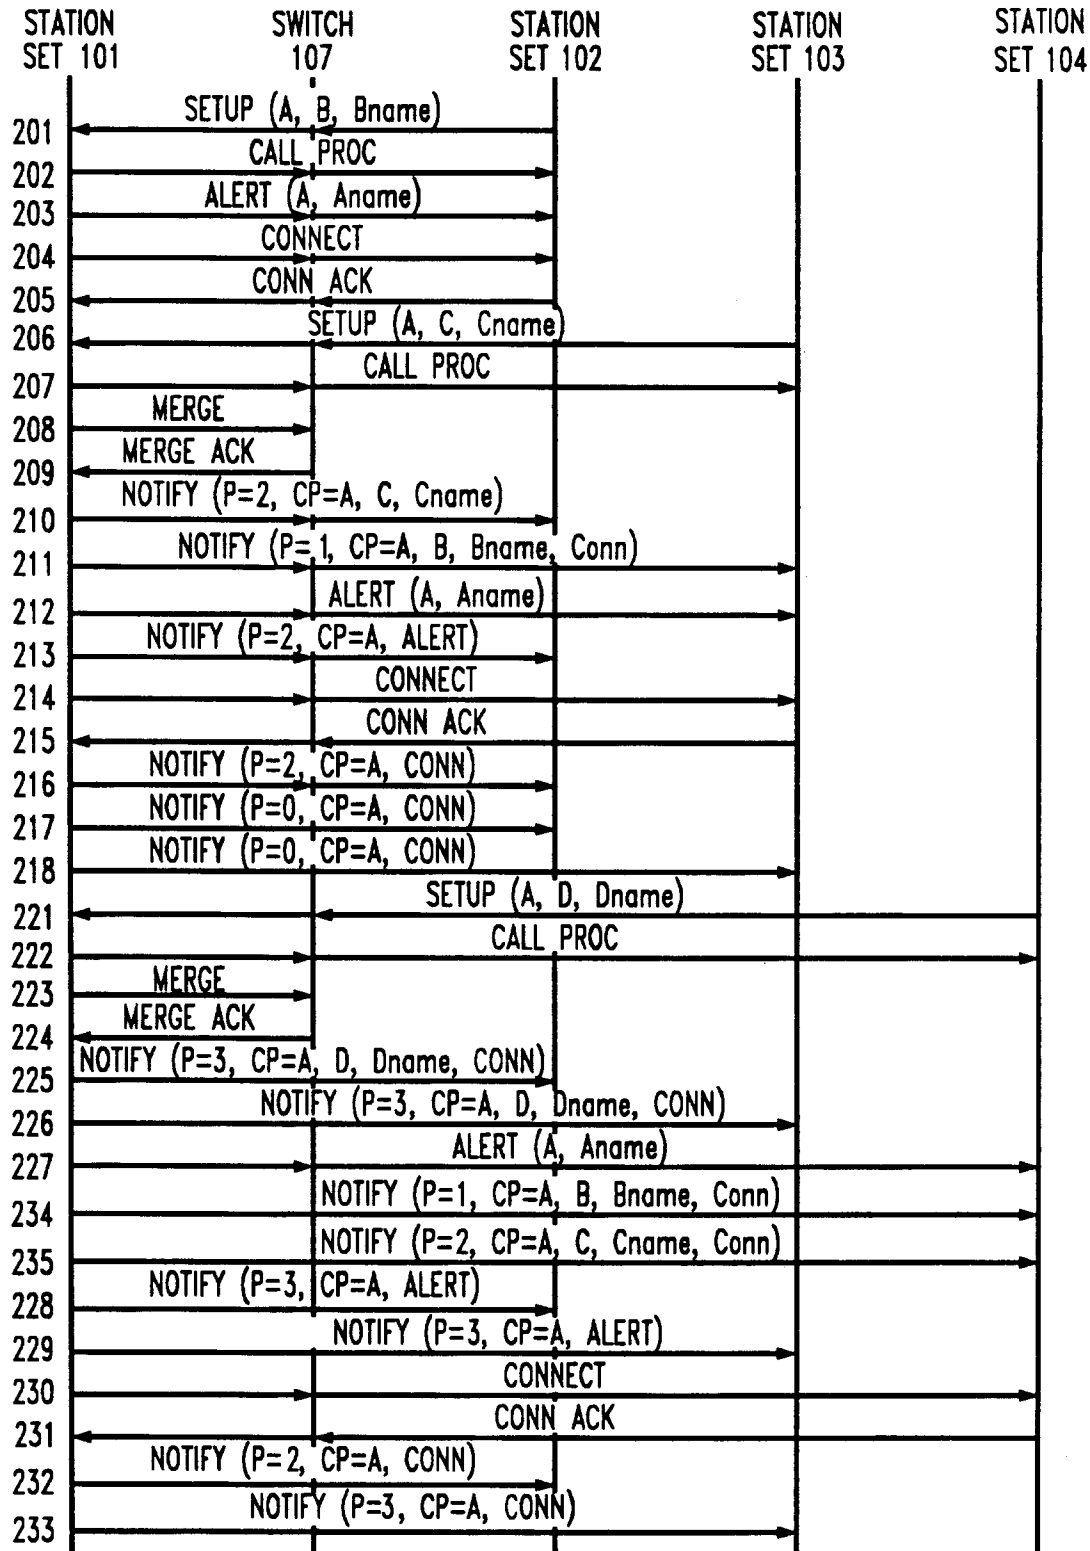 STATION SET 101
SWITCH 107
STATION SET 102
STATION SET 103
STATION SET 104
SETUP (A, B, Bname)
201
CALL PROC
202
ALERT (A, Aname)
203
CONNECT
204
CONN ACK
205
SETUP (A, C, Cname)
206
CALL PROC
207
MERGE
208
MERGE ACK
209
NOTIFY (P=2, CP=A, C, Cname)
210
NOTIFY (P=1, CP=A, B, Bname, Conn)
211
ALERT (A, Aname)
212
NOTIFY (P=2, CP=A, ALERT)
213
CONNECT
214
CONN ACK
215
NOTIFY (P=2, CP=A, CONN)
216
NOTIFY (P=0, CP=A, CONN)
217
NOTIFY (P=0, CP=A, CONN)
218
SETUP (A, D, Dname)
221
CALL PROC
222
MERGE
223
MERGE ACK
224
NOTIFY (P=3, CP=A, D, Dname, CONN)
225
NOTIFY (P=3, CP=A, D, Dname, CONN)
226
ALERT (A, Aname)
227
NOTIFY (P=1, CP=A, B, Bname, Conn)
234
NOTIFY (P=2, CP=A, C, Cname, Conn)
235
NOTIFY (P=3, CP=A, ALERT)
228
NOTIFY (P=3, CP=A, ALERT)
229
CONNECT
230
CONN ACK
231
NOTIFY (P=2, CP=A, CONN)
232
NOTIFY (P=3, CP=A, CONN)
233